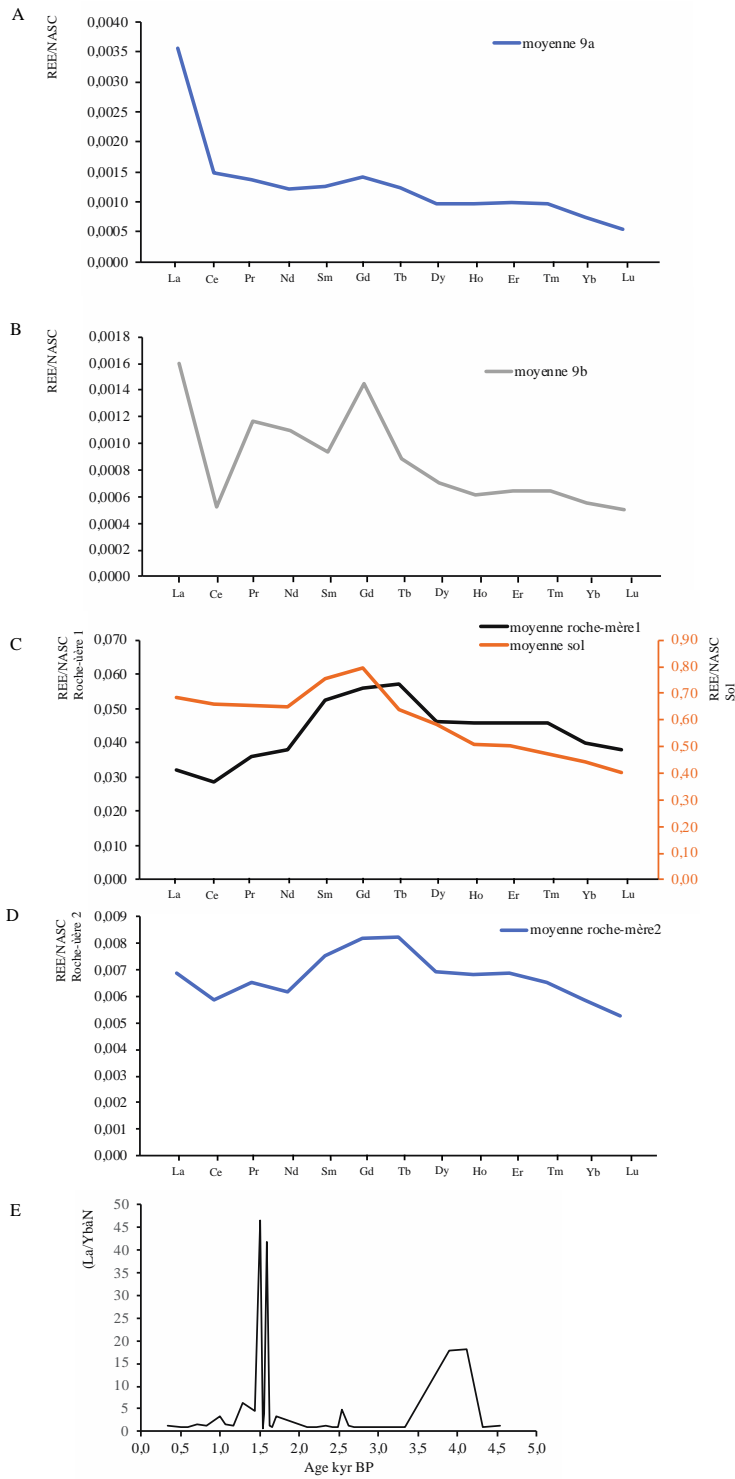 A
REE/NASC
0,0040
0,0035
0,0030
0,0025
0,0020
0,0015
0,0010
0,0005
0,0000
moyenne 9a
La Ce Pr Nd Sm Gd Tb Dy Ho Er Tm Yb Lu
B
REE/NASC
0,0018
0,0016
0,0014
0,0012
0,0010
0,0008
0,0006
0,0004
0,0002
0,0000
moyenne 9b
La Ce Pr Nd Sm Gd Tb Dy Ho Er Tm Yb Lu
C
REE/NASC
Roche-üère 1
0,070
0,060
0,050
0,040
0,030
0,020
0,010
0,000
moyenne roche-mère1
moyenne sol
0,90
0,80
0,70
0,60
0,50
0,40
0,30
0,20
0,10
0,00
REE/NASC
Sol
La Ce Pr Nd Sm Gd Tb Dy Ho Er Tm Yb Lu
D
REE/NASC
Roche-üère 2
0,009
0,008
0,007
0,006
0,005
0,004
0,003
0,002
0,001
0,000
moyenne roche-mère2
La Ce Pr Nd Sm Gd Tb Dy Ho Er Tm Yb Lu
E
(La/YbàN
50
45
40
35
30
25
20
15
10
5
0
0,0 0,5 1,0 1,5 2,0 2,5 3,0 3,5 4,0 4,5 5,0
Age kyr BP